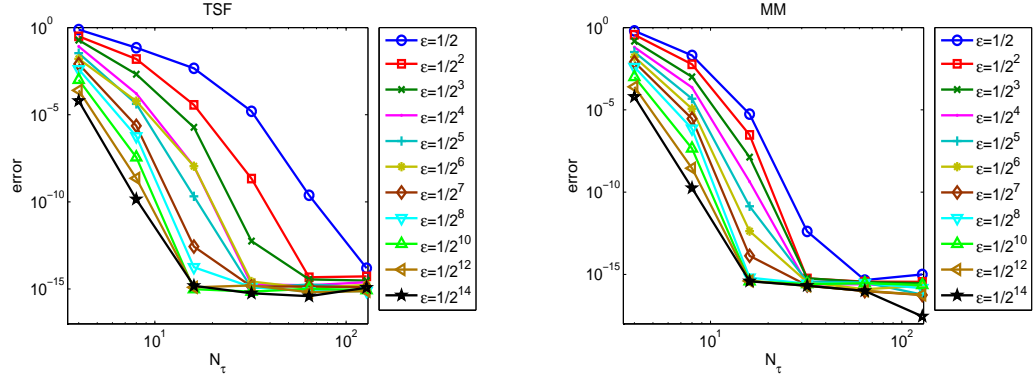 TSF
10^0
10^-5
10^-10
10^-15
error
10^1
10^2
N_τ
ε=1/2
ε=1/2^2
ε=1/2^3
ε=1/2^4
ε=1/2^5
ε=1/2^6
ε=1/2^7
ε=1/2^8
ε=1/2^10
ε=1/2^12
ε=1/2^14
MM
10^0
10^-5
10^-10
10^-15
error
10^1
10^2
N_τ
ε=1/2
ε=1/2^2
ε=1/2^3
ε=1/2^4
ε=1/2^5
ε=1/2^6
ε=1/2^7
ε=1/2^8
ε=1/2^10
ε=1/2^12
ε=1/2^14